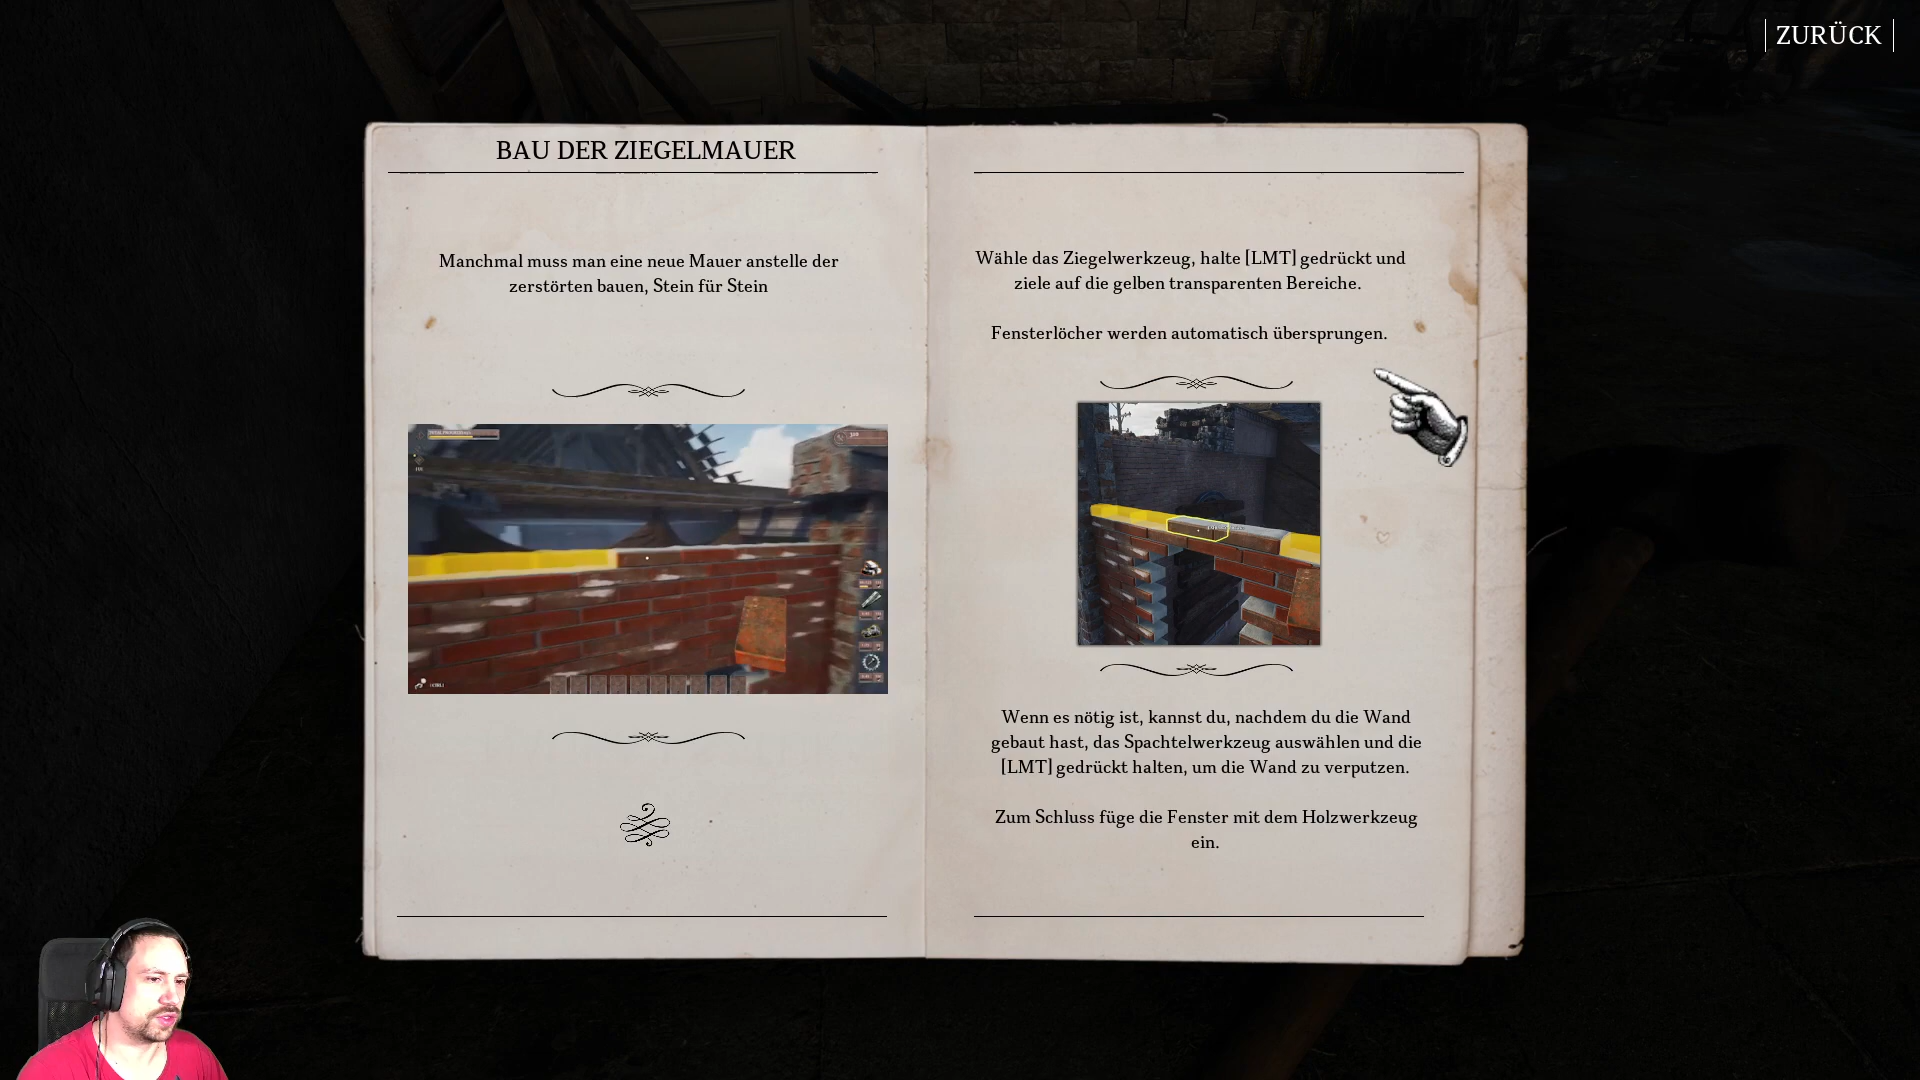 ZURÜCK
BAU DER ZIEGELMAUER
Manchmal muss man eine neue Mauer anstelle der
zerstörten bauen, Stein für Stein
Wähle das Ziegelwerkzeug, halte [LMT] gedrückt und
ziele auf die gelben transparenten Bereiche.
Fensterlöcher werden automatisch übersprungen.
Wenn es nötig ist, kannst du, nachdem du die Wand
gebaut hast, das Spachtelwerkzeug auswählen und die
[LMT] gedrückt halten, um die Wand zu verputzen.
Zum Schluss füge die Fenster mit dem Holzwerkzeug
ein.